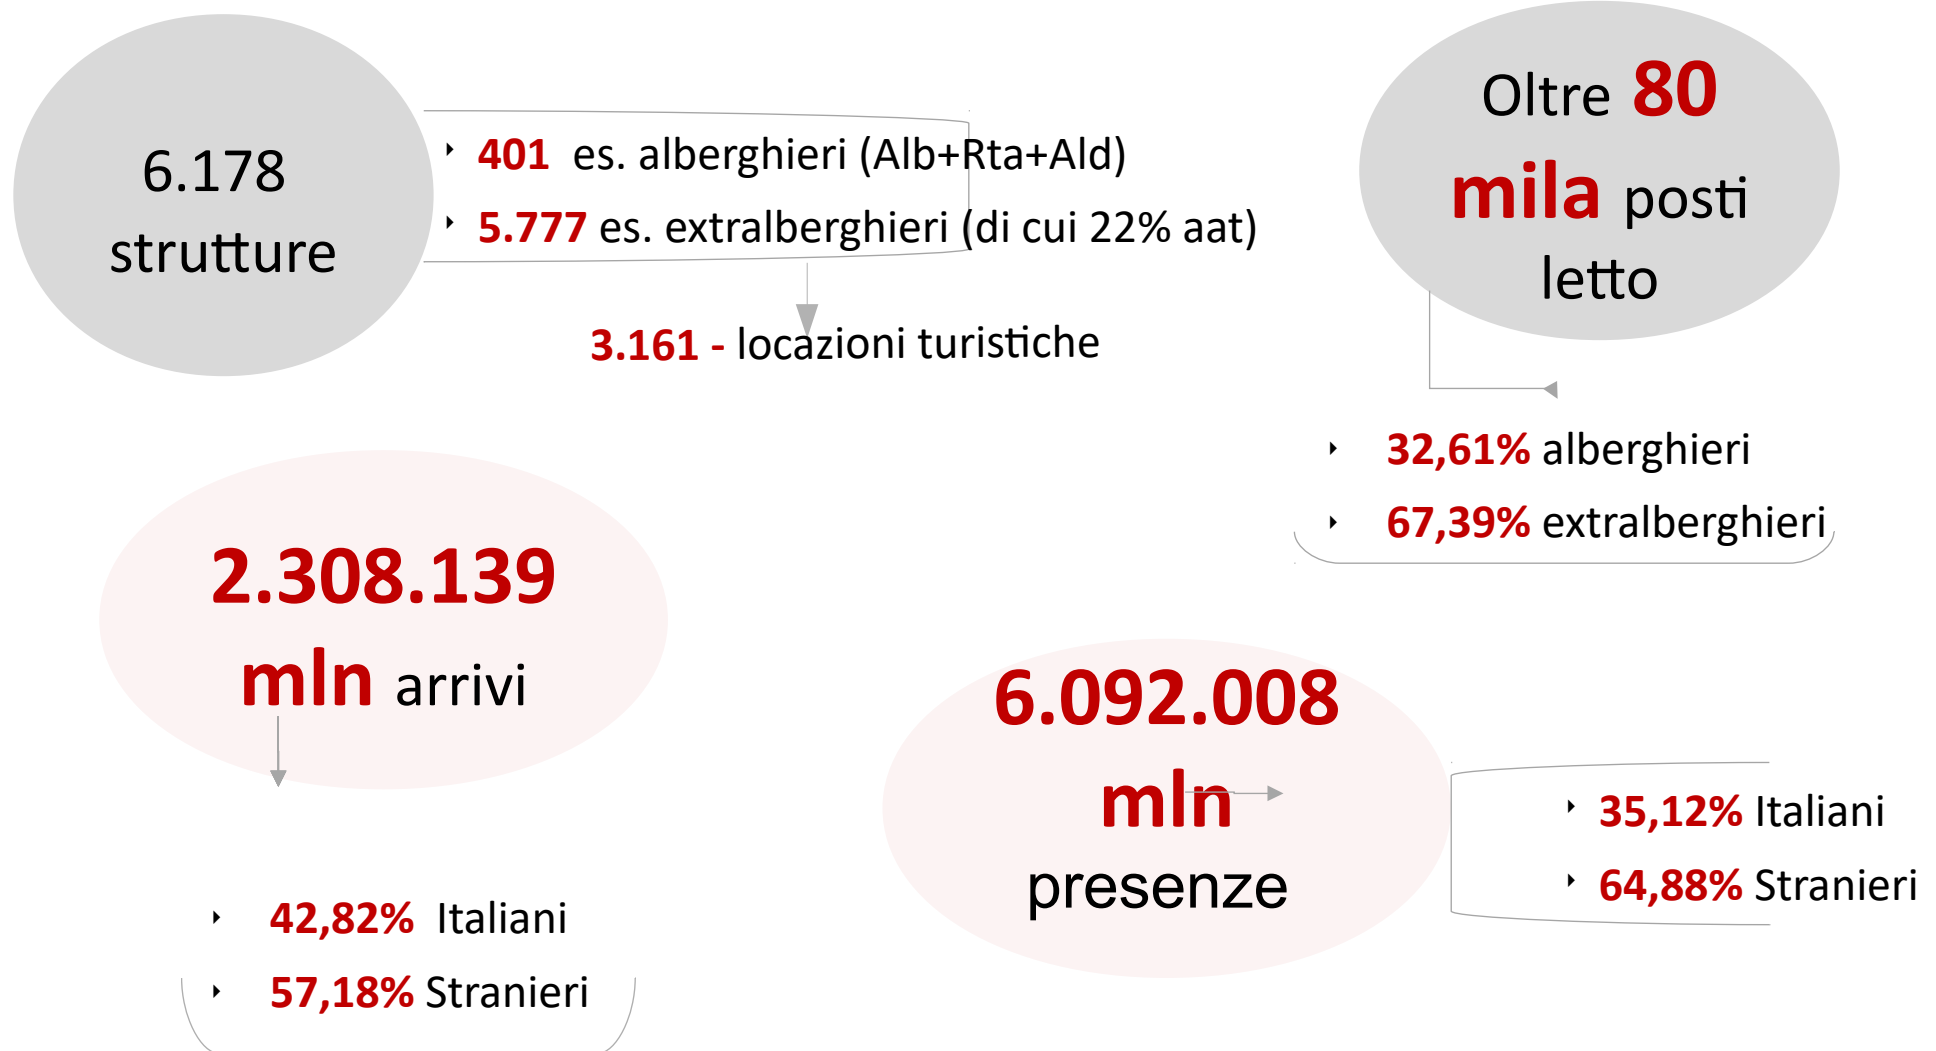 6.178
strutture
401 es. alberghieri (Alb+Rta+Ald)
5.777 es. extralberghieri (di cui 22% aat)
3.161 - locazioni turistiche
Oltre 80
mila posti
letto
32,61% alberghieri
67,39% extralberghieri
2.308.139
mln arrivi
42,82% Italiani
57,18% Stranieri
6.092.008
mln
presenze
35,12% Italiani
64,88% Stranieri